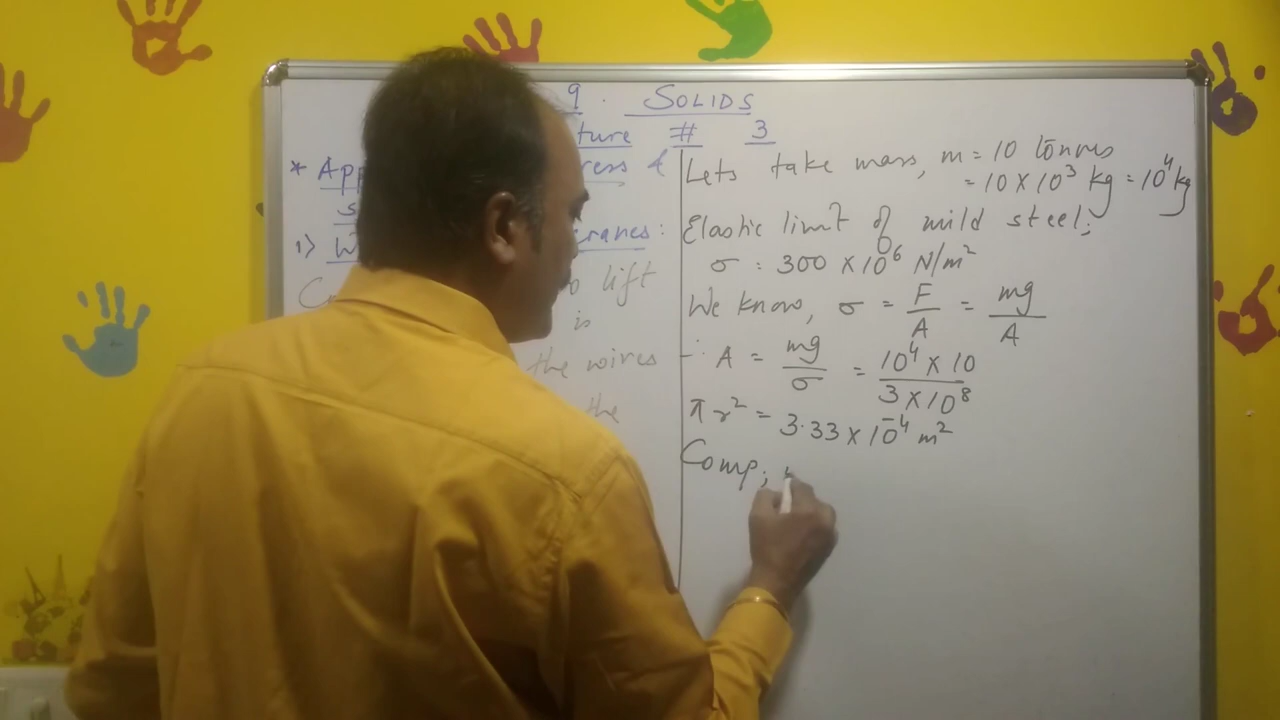 9. SOLIDS
ture # 3
* App ress &
s
1) W cranes:
lift
is
the wires
the
Lets take mass, m = 10 tonnes
= 10 × 10³ kg = 10⁴ kg
Elastic limit of mild steel;
σ : 300 × 10⁶ N/m²
We know, σ = F/A = mg/A
∴ A = mg/σ = 10⁴ × 10 / 3 × 10⁸
πr² = 3.33 × 10⁻⁴ m²
Comp;